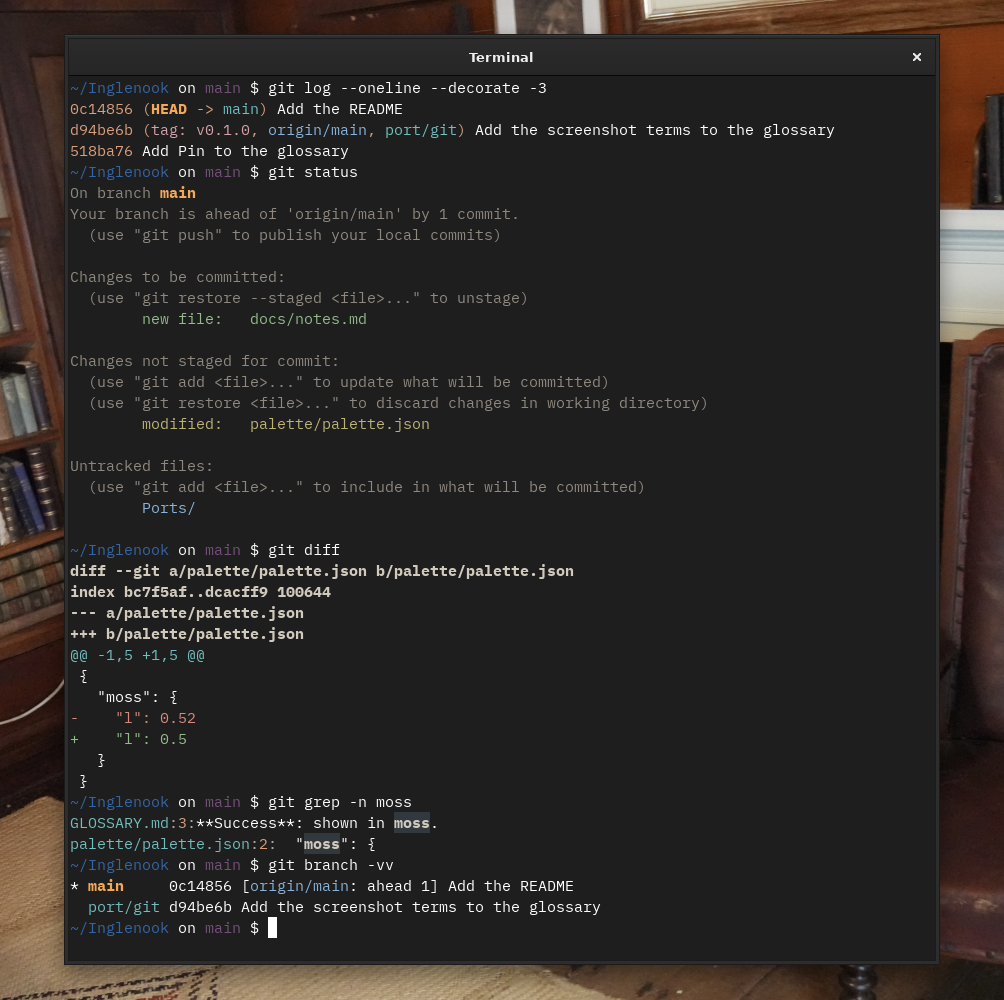 Terminal
~/Inglenook on main $ git log --oneline --decorate -3
0c14856 (HEAD -> main) Add the README
d94be6b (tag: v0.1.0, origin/main, port/git) Add the screenshot terms to the glossary
518ba76 Add Pin to the glossary
~/Inglenook on main $ git status
On branch main
Your branch is ahead of 'origin/main' by 1 commit.
  (use "git push" to publish your local commits)

Changes to be committed:
  (use "git restore --staged <file>..." to unstage)
        new file:   docs/notes.md

Changes not staged for commit:
  (use "git add <file>..." to update what will be committed)
  (use "git restore <file>..." to discard changes in working directory)
        modified:   palette/palette.json

Untracked files:
  (use "git add <file>..." to include in what will be committed)
        Ports/

~/Inglenook on main $ git diff
diff --git a/palette/palette.json b/palette/palette.json
index bc7f5af..dcacff9 100644
--- a/palette/palette.json
+++ b/palette/palette.json
@@ -1,5 +1,5 @@
 {
   "moss": {
-    "l": 0.52
+    "l": 0.5
   }
 }
~/Inglenook on main $ git grep -n moss
GLOSSARY.md:3:**Success**: shown in moss.
palette/palette.json:2:  "moss": {
~/Inglenook on main $ git branch -vv
* main     0c14856 [origin/main: ahead 1] Add the README
  port/git d94be6b Add the screenshot terms to the glossary
~/Inglenook on main $